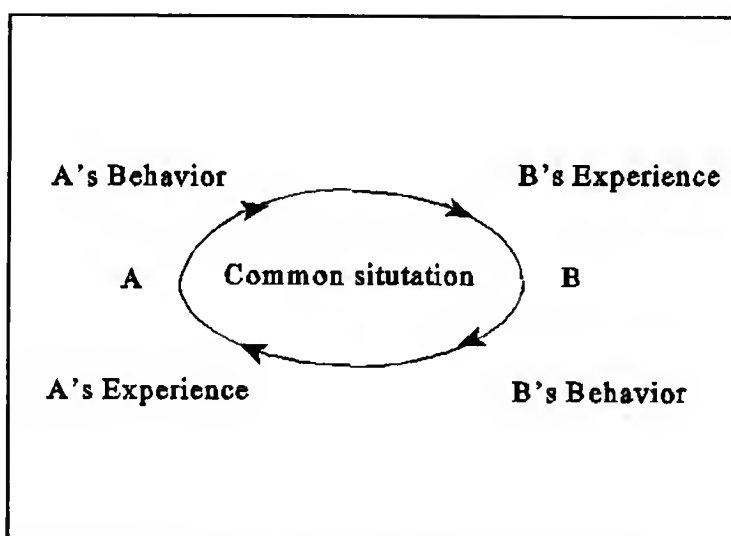 A's Behavior B's Experience
A Common situtation B
A's Experience B's Behavior